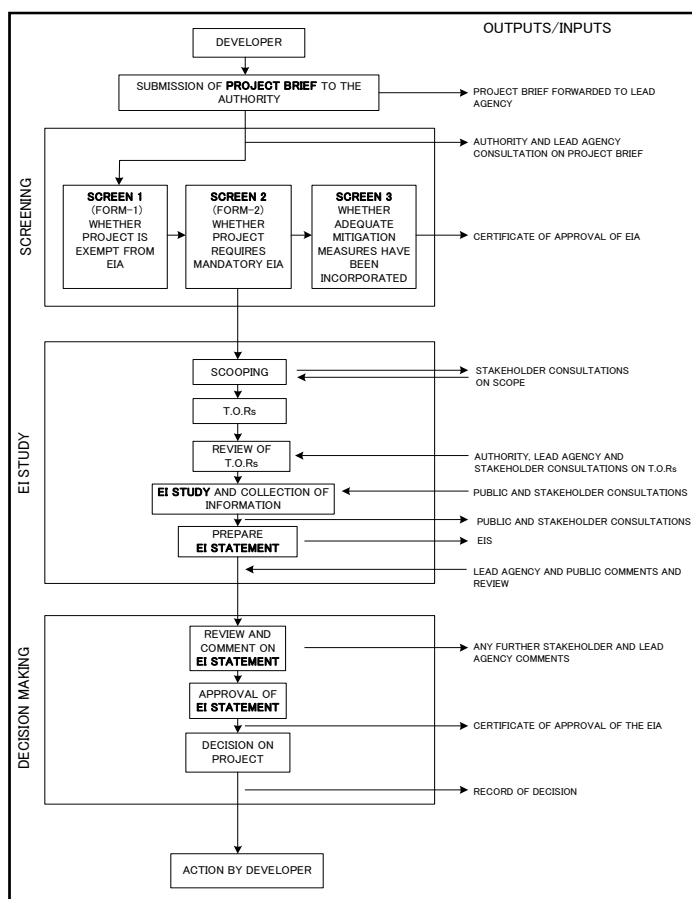 OUTPUTS/INPUTS
DEVELOPER
SUBMISSION OF PROJECT BRIEF TO THE
AUTHORITY
PROJECT BRIEF FORWARDED TO LEAD
AGENCY
AUTHORITY AND LEAD AGENCY
CONSULTATION ON PROJECT BRIEF
SCREENING
SCREEN 1
(FORM-1)
WHETHER
PROJECT IS
EXEMPT FROM
EIA
SCREEN 2
(FORM-2)
WHETHER
PROJECT
REQUIRES
MANDATORY EIA
SCREEN 3
WHETHER
ADEQUATE
MITIGATION
MEASURES HAVE
BEEN
INCORPORATED
CERTIFICATE OF APPROVAL OF EIA
EI STUDY
SCOOPING
STAKEHOLDER CONSULTATIONS
ON SCOPE
T.O.Rs
REVIEW OF
T.O.Rs
AUTHORITY, LEAD AGENCY AND
STAKEHOLDER CONSULTATIONS ON T.O.Rs
EI STUDY AND COLLECTION OF
INFORMATION
PUBLIC AND STAKEHOLDER CONSULTATIONS
PUBLIC AND STAKEHOLDER CONSULTATIONS
PREPARE
EI STATEMENT
EIS
LEAD AGENCY AND PUBLIC COMMENTS AND
REVIEW
DECISION MAKING
REVIEW AND
COMMENT ON
EI STATEMENT
ANY FURTHER STAKEHOLDER AND LEAD
AGENCY COMMENTS
APPROVAL OF
EI STATEMENT
CERTIFICATE OF APPROVAL OF THE EIA
DECISION ON
PROJECT
RECORD OF DECISION
ACTION BY DEVELOPER